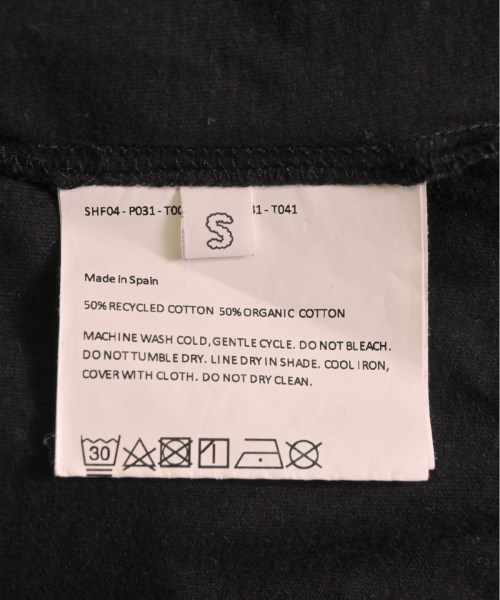 SHF04 - P031 - T00 31 - T041
S
Made in Spain
50% RECYCLED COTTON 50% ORGANIC COTTON
MACHINE WASH COLD, GENTLE CYCLE. DO NOT BLEACH.
DO NOT TUMBLE DRY. LINE DRY IN SHADE. COOL IRON,
COVER WITH CLOTH. DO NOT DRY CLEAN.
30